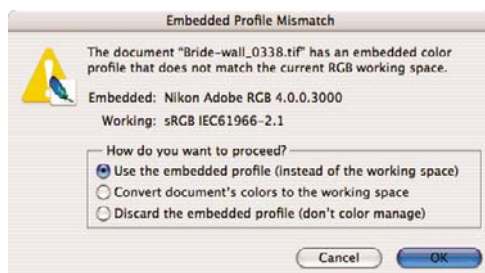 Embedded Profile Mismatch
The document "Bride-wall_0338.tif" has an embedded color
profile that does not match the current RGB working space.
Embedded: Nikon Adobe RGB 4.0.0.3000
Working: sRGB IEC61966-2.1
How do you want to proceed?
Use the embedded profile (instead of the working space)
Convert document's colors to the working space
Discard the embedded profile (don't color manage)
Cancel OK